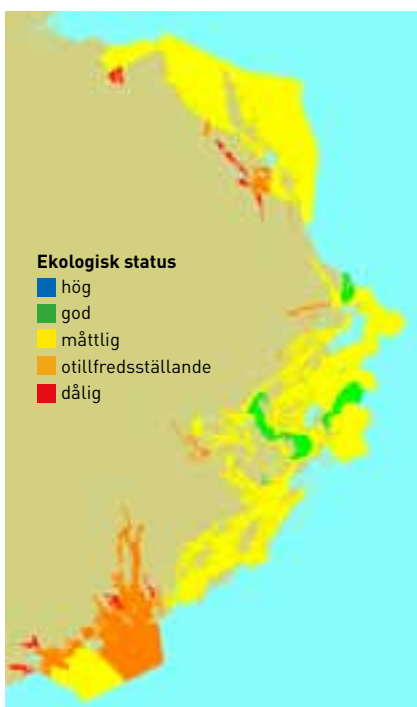 Ekologisk status
hög
god
måttlig
otillfredsställande
dålig